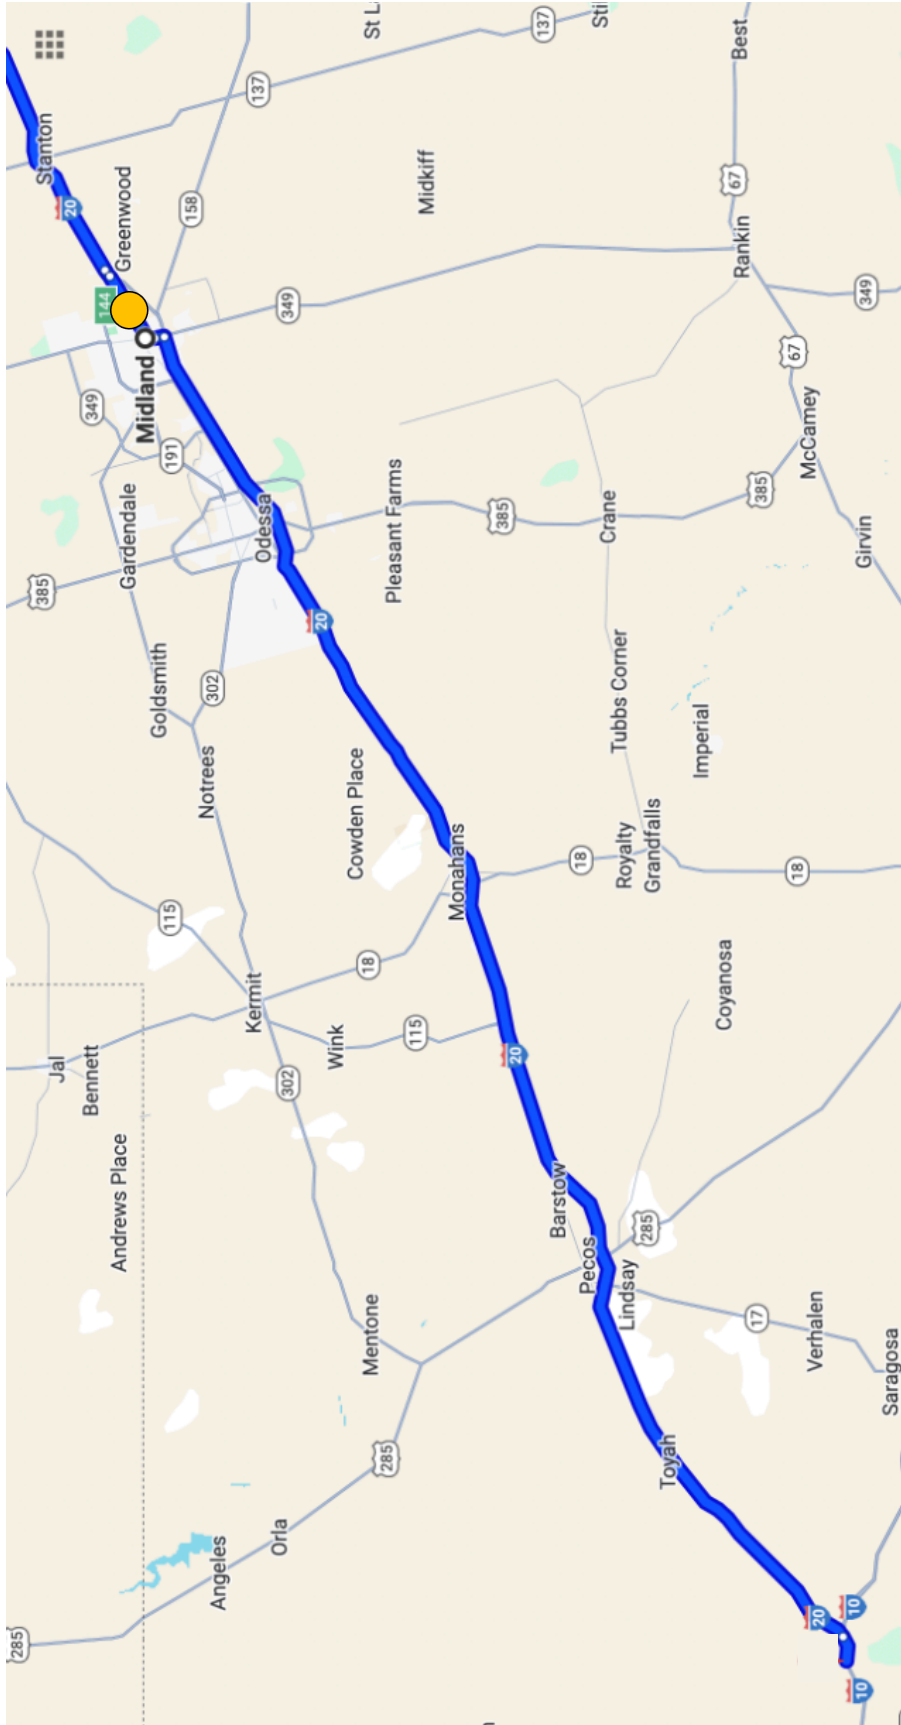 285
385
Stanton
Jal
20
Bennett
349
144
Andrews Place
Greenwood
Gardendale
Midland
Goldsmith
115
191
158
Notrees
302
Angeles
Kermit
Odessa
137
Orla
302
349
20
Wink
Cowden Place
Mentone
18
St L
285
Pleasant Farms
115
Midkiff
Monahans
385
20
137
Barstow
18
Pecos
Sti
Crane
Tubbs Corner
Royalty
Lindsay
285
Grandfalls
Toyah
Imperial
Coyanosa
67
Best
Rankin
17
385
67
18
McCamey
Verhalen
20
10
10
Girvin
349
Saragosa